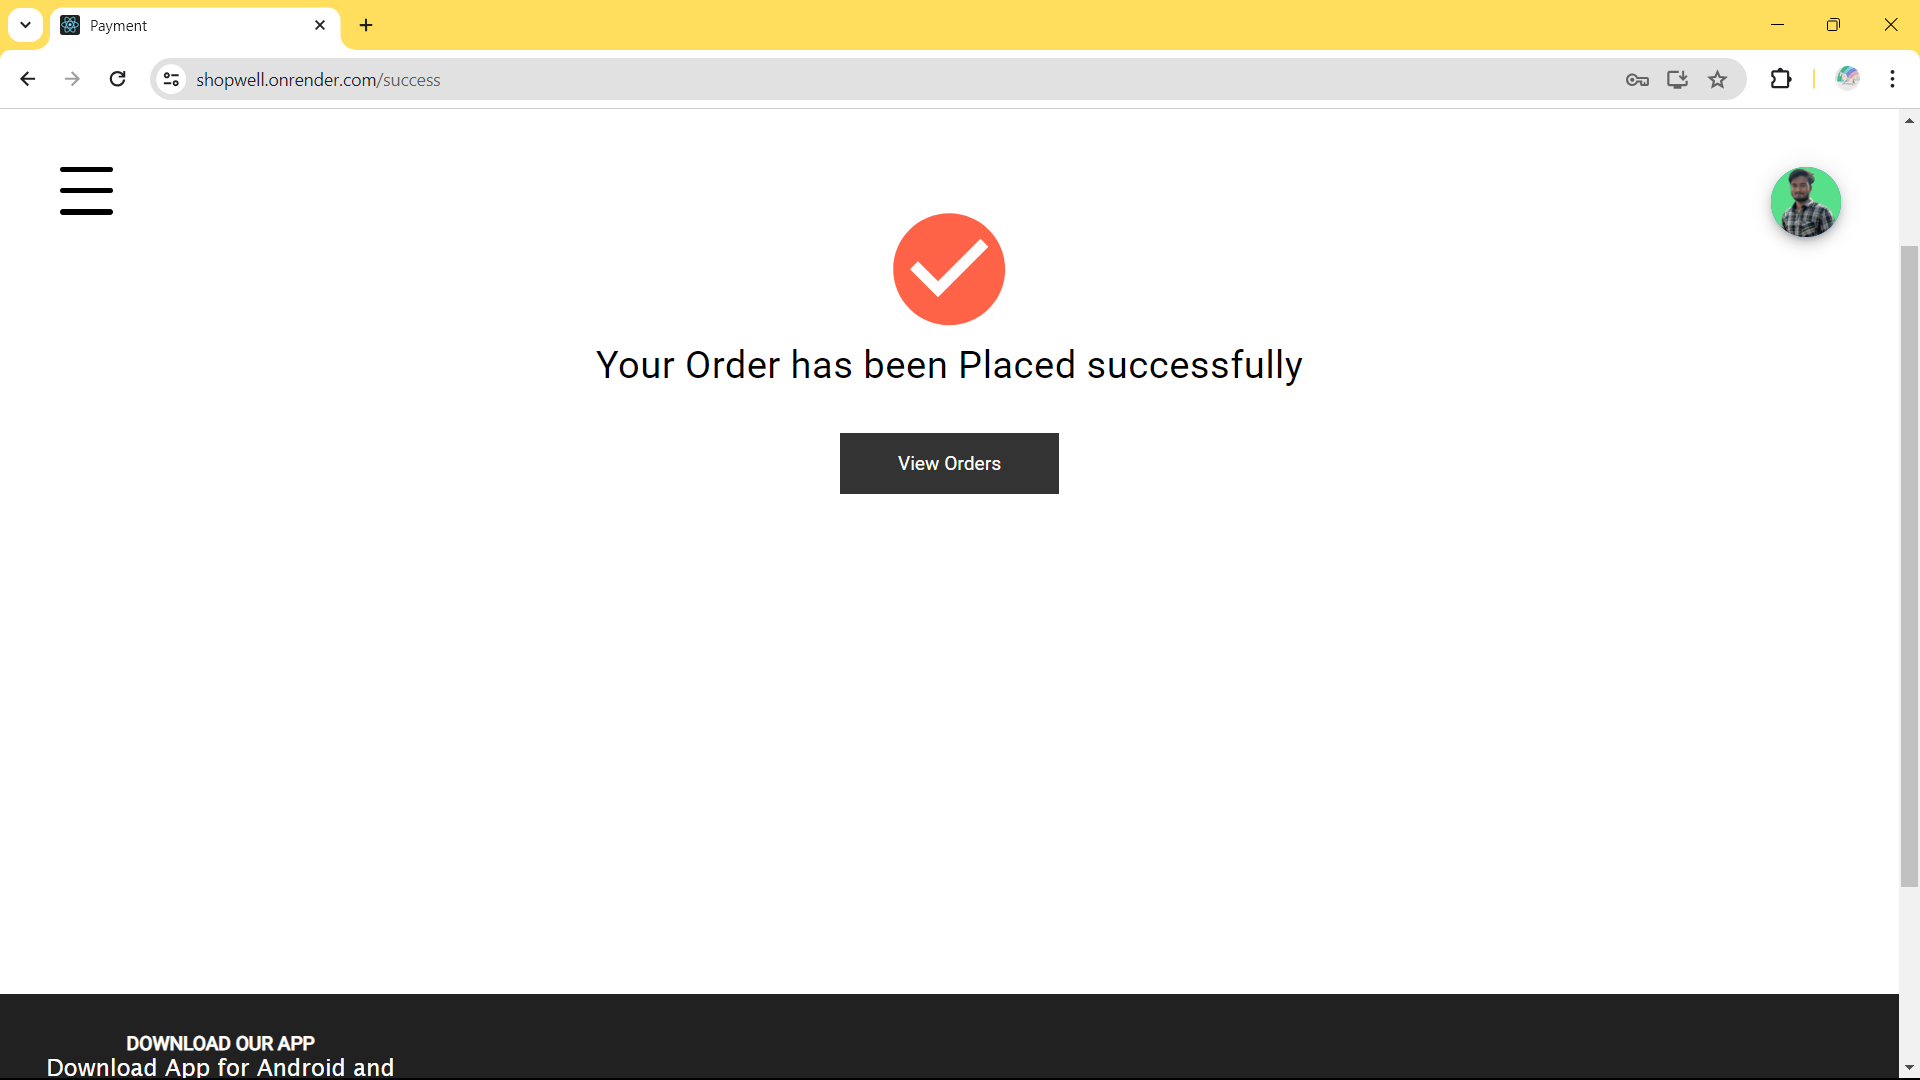 Payment
shopwell.onrender.com/success
Your Order has been Placed successfully
View Orders
DOWNLOAD OUR APP
Download App for Android and